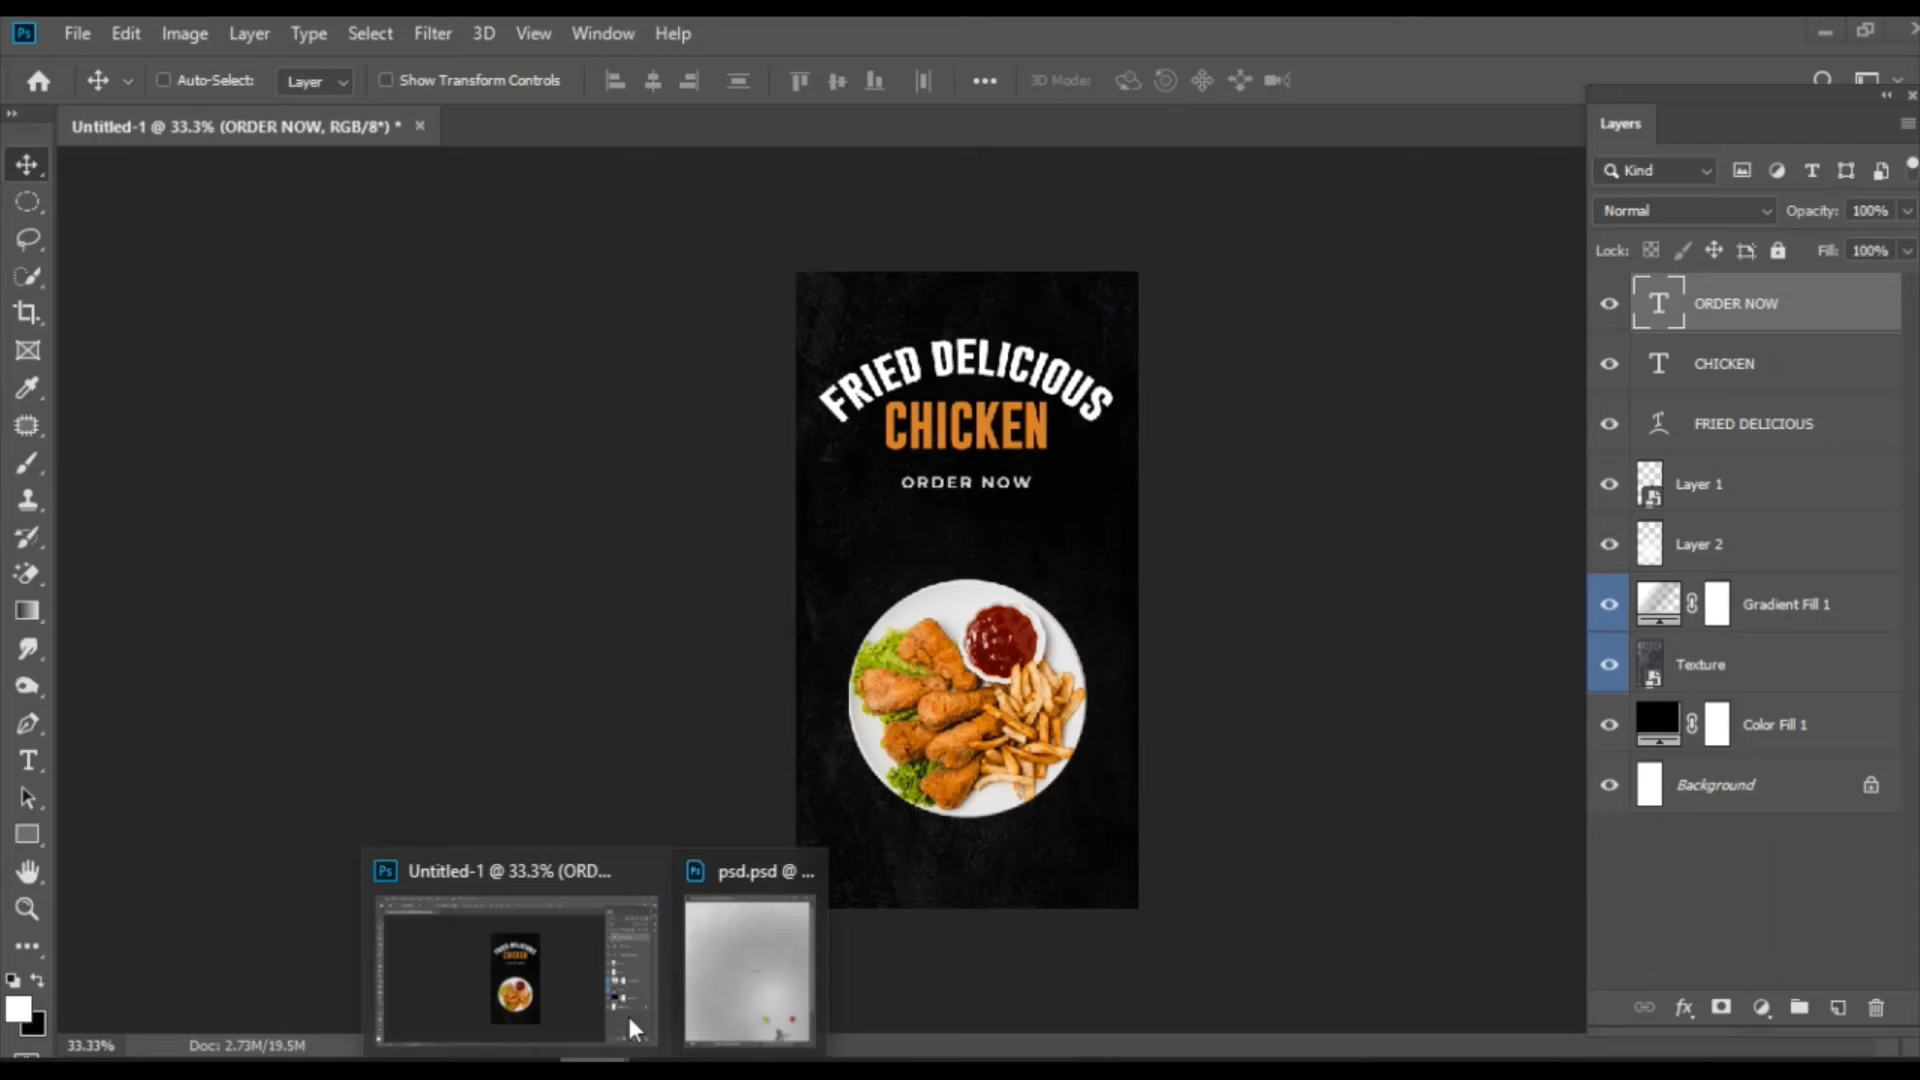 Ps File Edit Image Layer Type Select Filter 3D View Window Help
Auto-Select: Layer Show Transform Controls 3D Mode:
Untitled-1 @ 33.3% (ORDER NOW, RGB/8*) * ×
Layers
Kind
Normal Opacity: 100%
Lock: Fill: 100%
T ORDER NOW
T CHICKEN
FRIED DELICIOUS
Layer 1
Layer 2
Gradient Fill 1
Texture
Color Fill 1
Background
FRIED DELICIOUS
CHICKEN
ORDER NOW
Ps Untitled-1 @ 33.3% (ORD...
Ps psd.psd @ ...
33.33% Doc: 2.73M/19.5M
fx